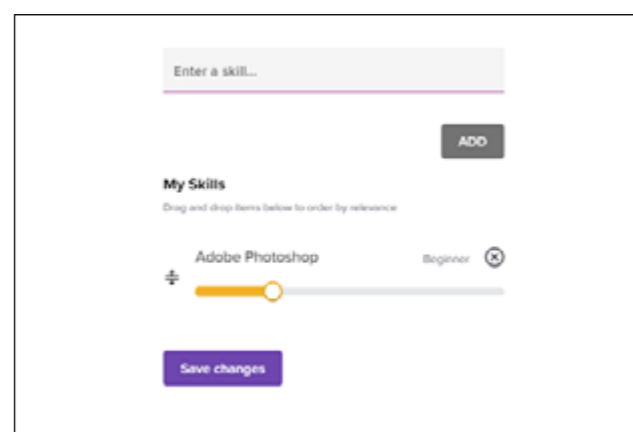 Enter a skill...
ADD
My Skills
Drag and drop items below to order by relevance
Adobe Photoshop
Beginner
Save changes